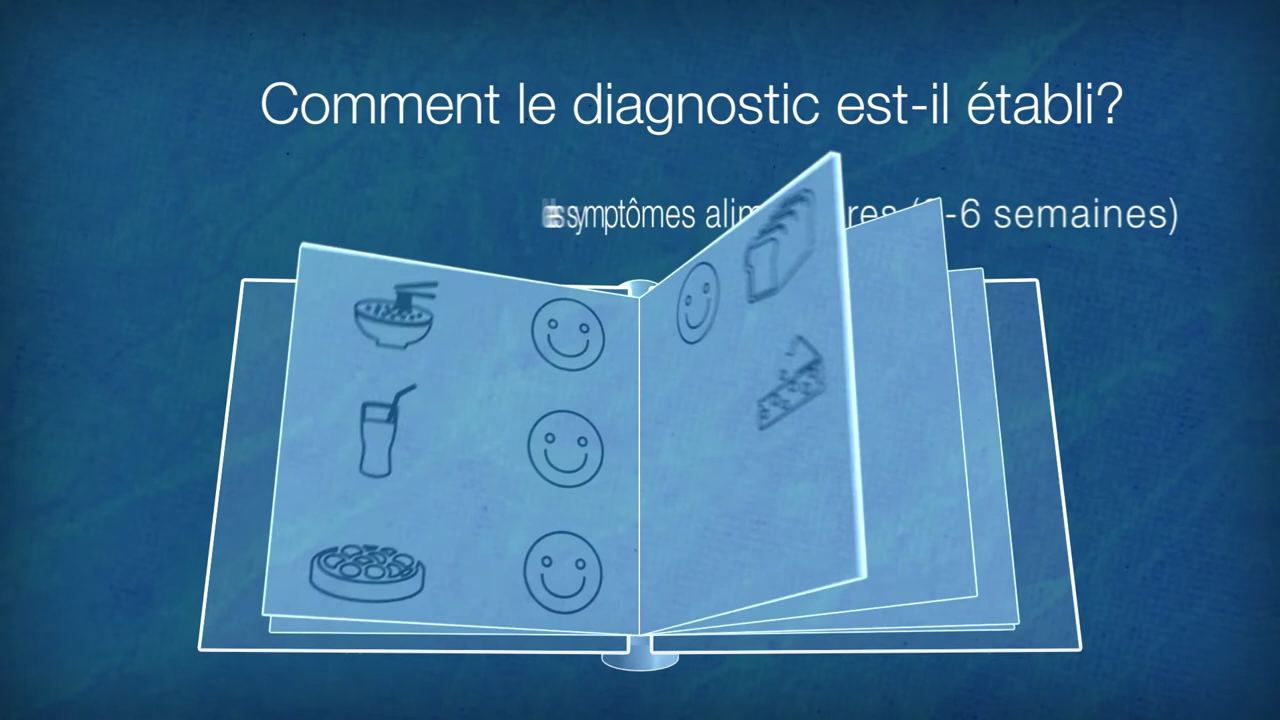 Comment le diagnostic est-il établi?
symptômes -6 semaines)